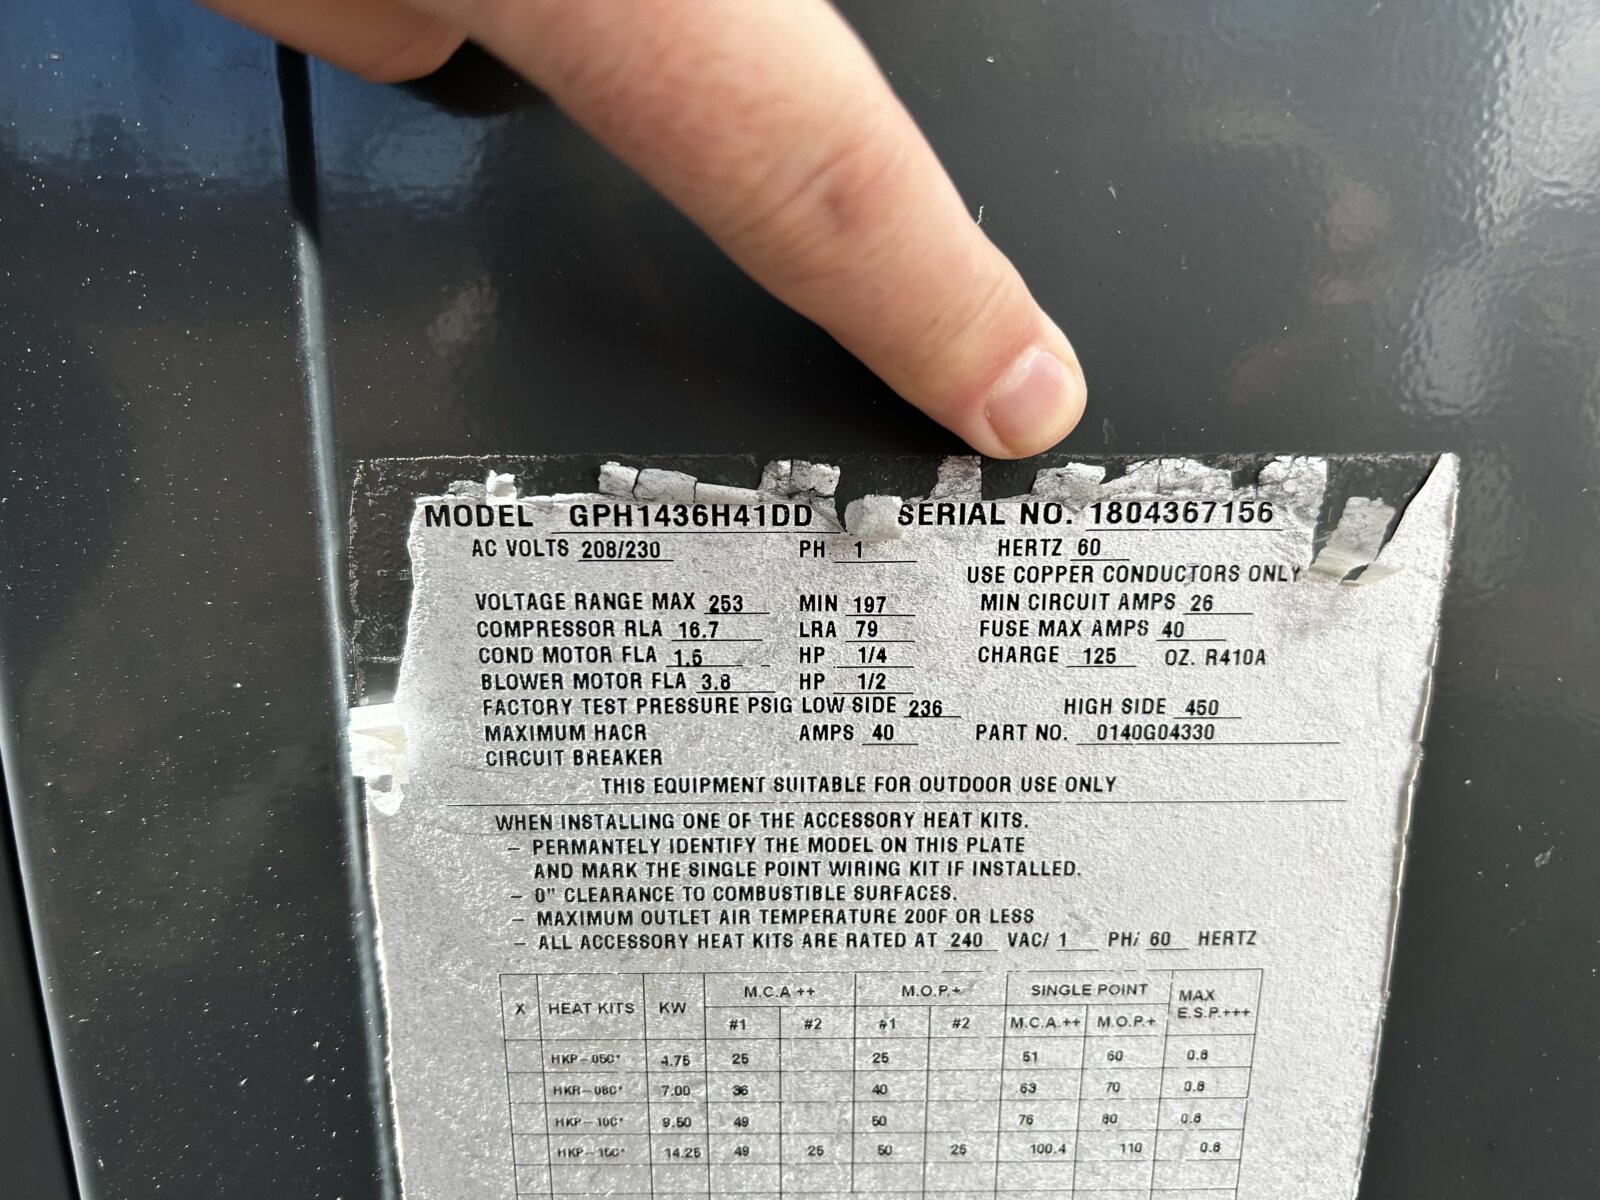 MODEL GPH1436H41DD SERIAL NO. 1804367156
AC VOLTS 208/230 PH 1 HERTZ 60
USE COPPER CONDUCTORS ONLY
VOLTAGE RANGE MAX 253 MIN 197 MIN CIRCUIT AMPS 26
COMPRESSOR RLA 16.7 LRA 79 FUSE MAX AMPS 40
COND MOTOR FLA HP 1/4 CHARGE 125 OZ. R410A
BLOWER MOTOR FLA 3.8 HP 1/2
FACTORY TEST PRESSURE PSIG LOW SIDE 236 HIGH SIDE 450
MAXIMUM HACR AMPS 40 PART NO. 0140G04330
CIRCUIT BREAKER
THIS EQUIPMENT SUITABLE FOR OUTDOOR USE ONLY
WHEN INSTALLING ONE OF THE ACCESSORY HEAT KITS.
– PERMANTELY IDENTIFY THE MODEL ON THIS PLATE
AND MARK THE SINGLE POINT WIRING KIT IF INSTALLED.
– 0" CLEARANCE TO COMBUSTIBLE SURFACES.
– MAXIMUM OUTLET AIR TEMPERATURE 200F OR LESS
– ALL ACCESSORY HEAT KITS ARE RATED AT 240 VAC/ 1 PH/ 60 HERTZ
X HEAT KITS KW M.C.A ++ M.O.P.+ SINGLE POINT MAX E.S.P.+++
#1 #2 #1 #2 M.C.A.++ M.O.P.+
4.75 25 25 51 60 0.8
7.00 36 40 63 70 0.8
9.50 49 50 76 80 0.8
14.25 49 25 50 25 100.4 110 0.8